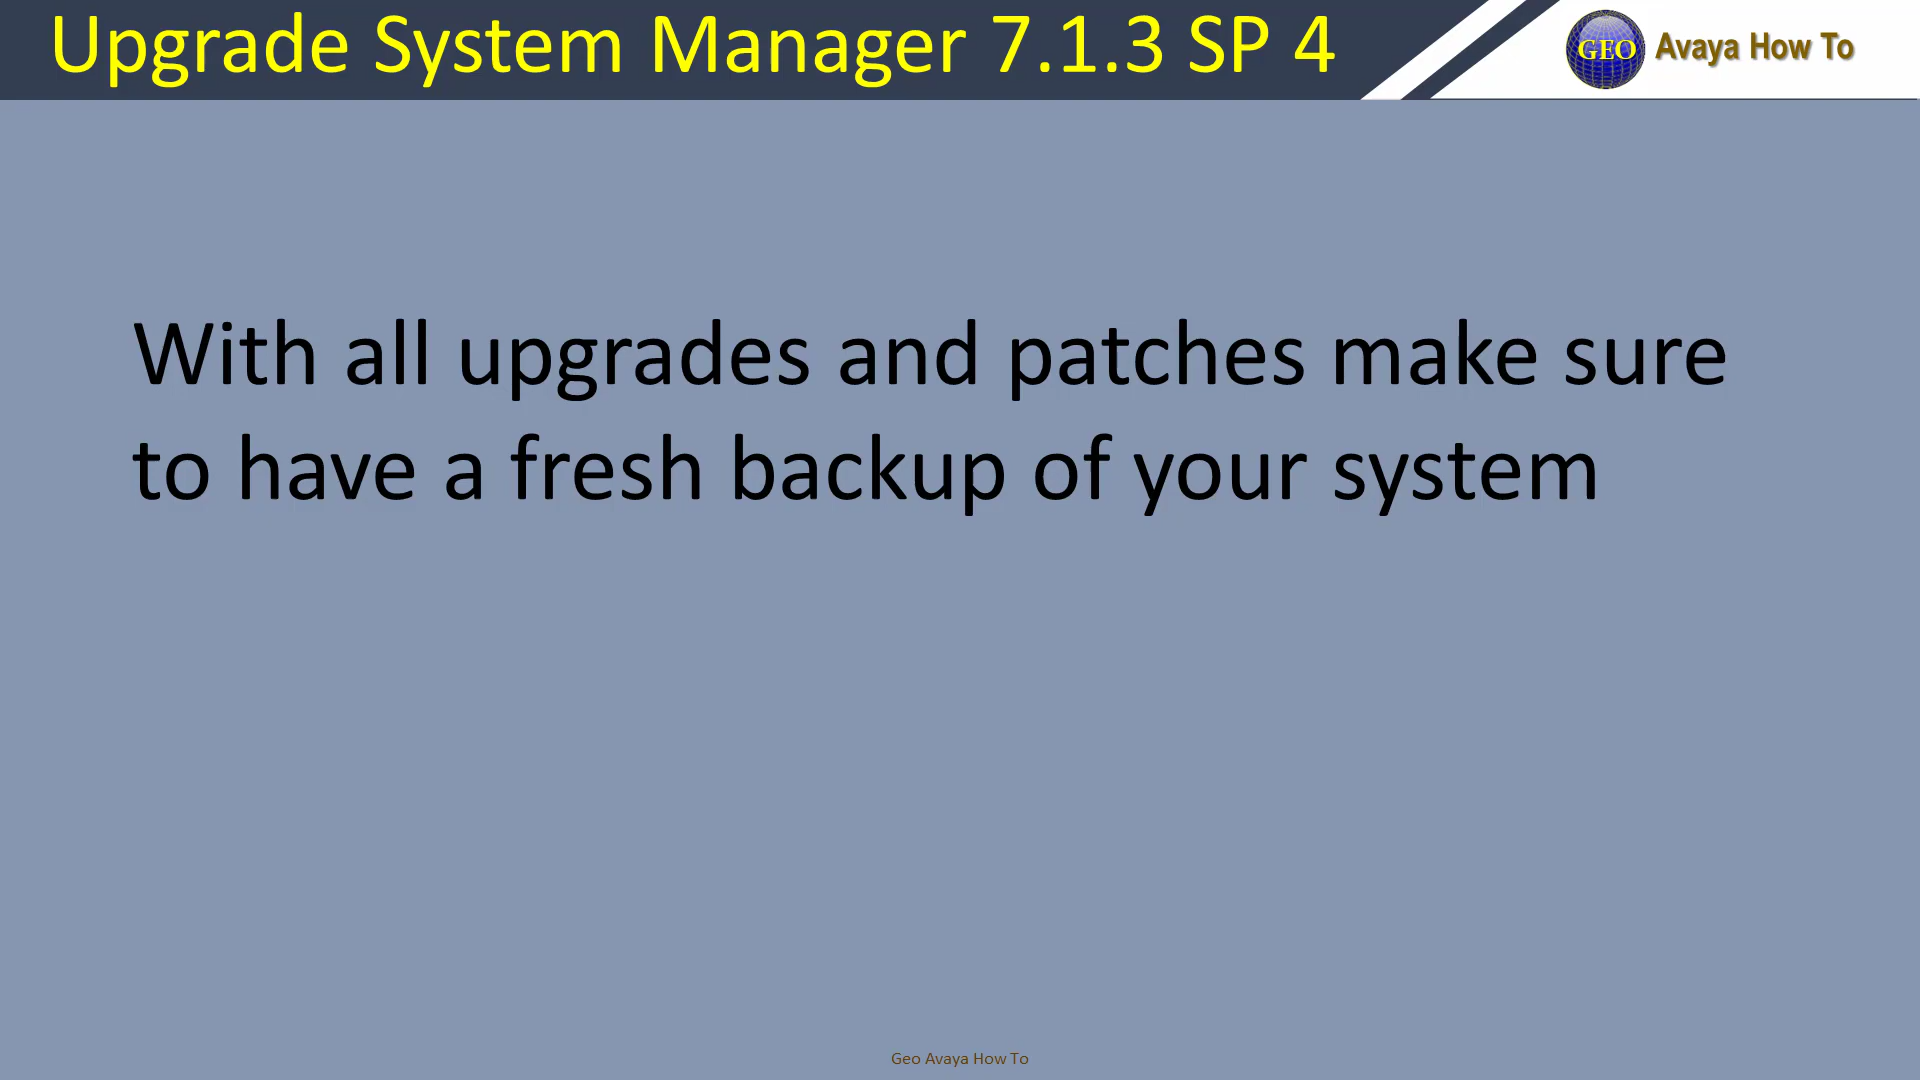 Upgrade System Manager 7.1.3 SP 4
GEO
Avaya How To
With all upgrades and patches make sure
to have a fresh backup of your system
Geo Avaya How To